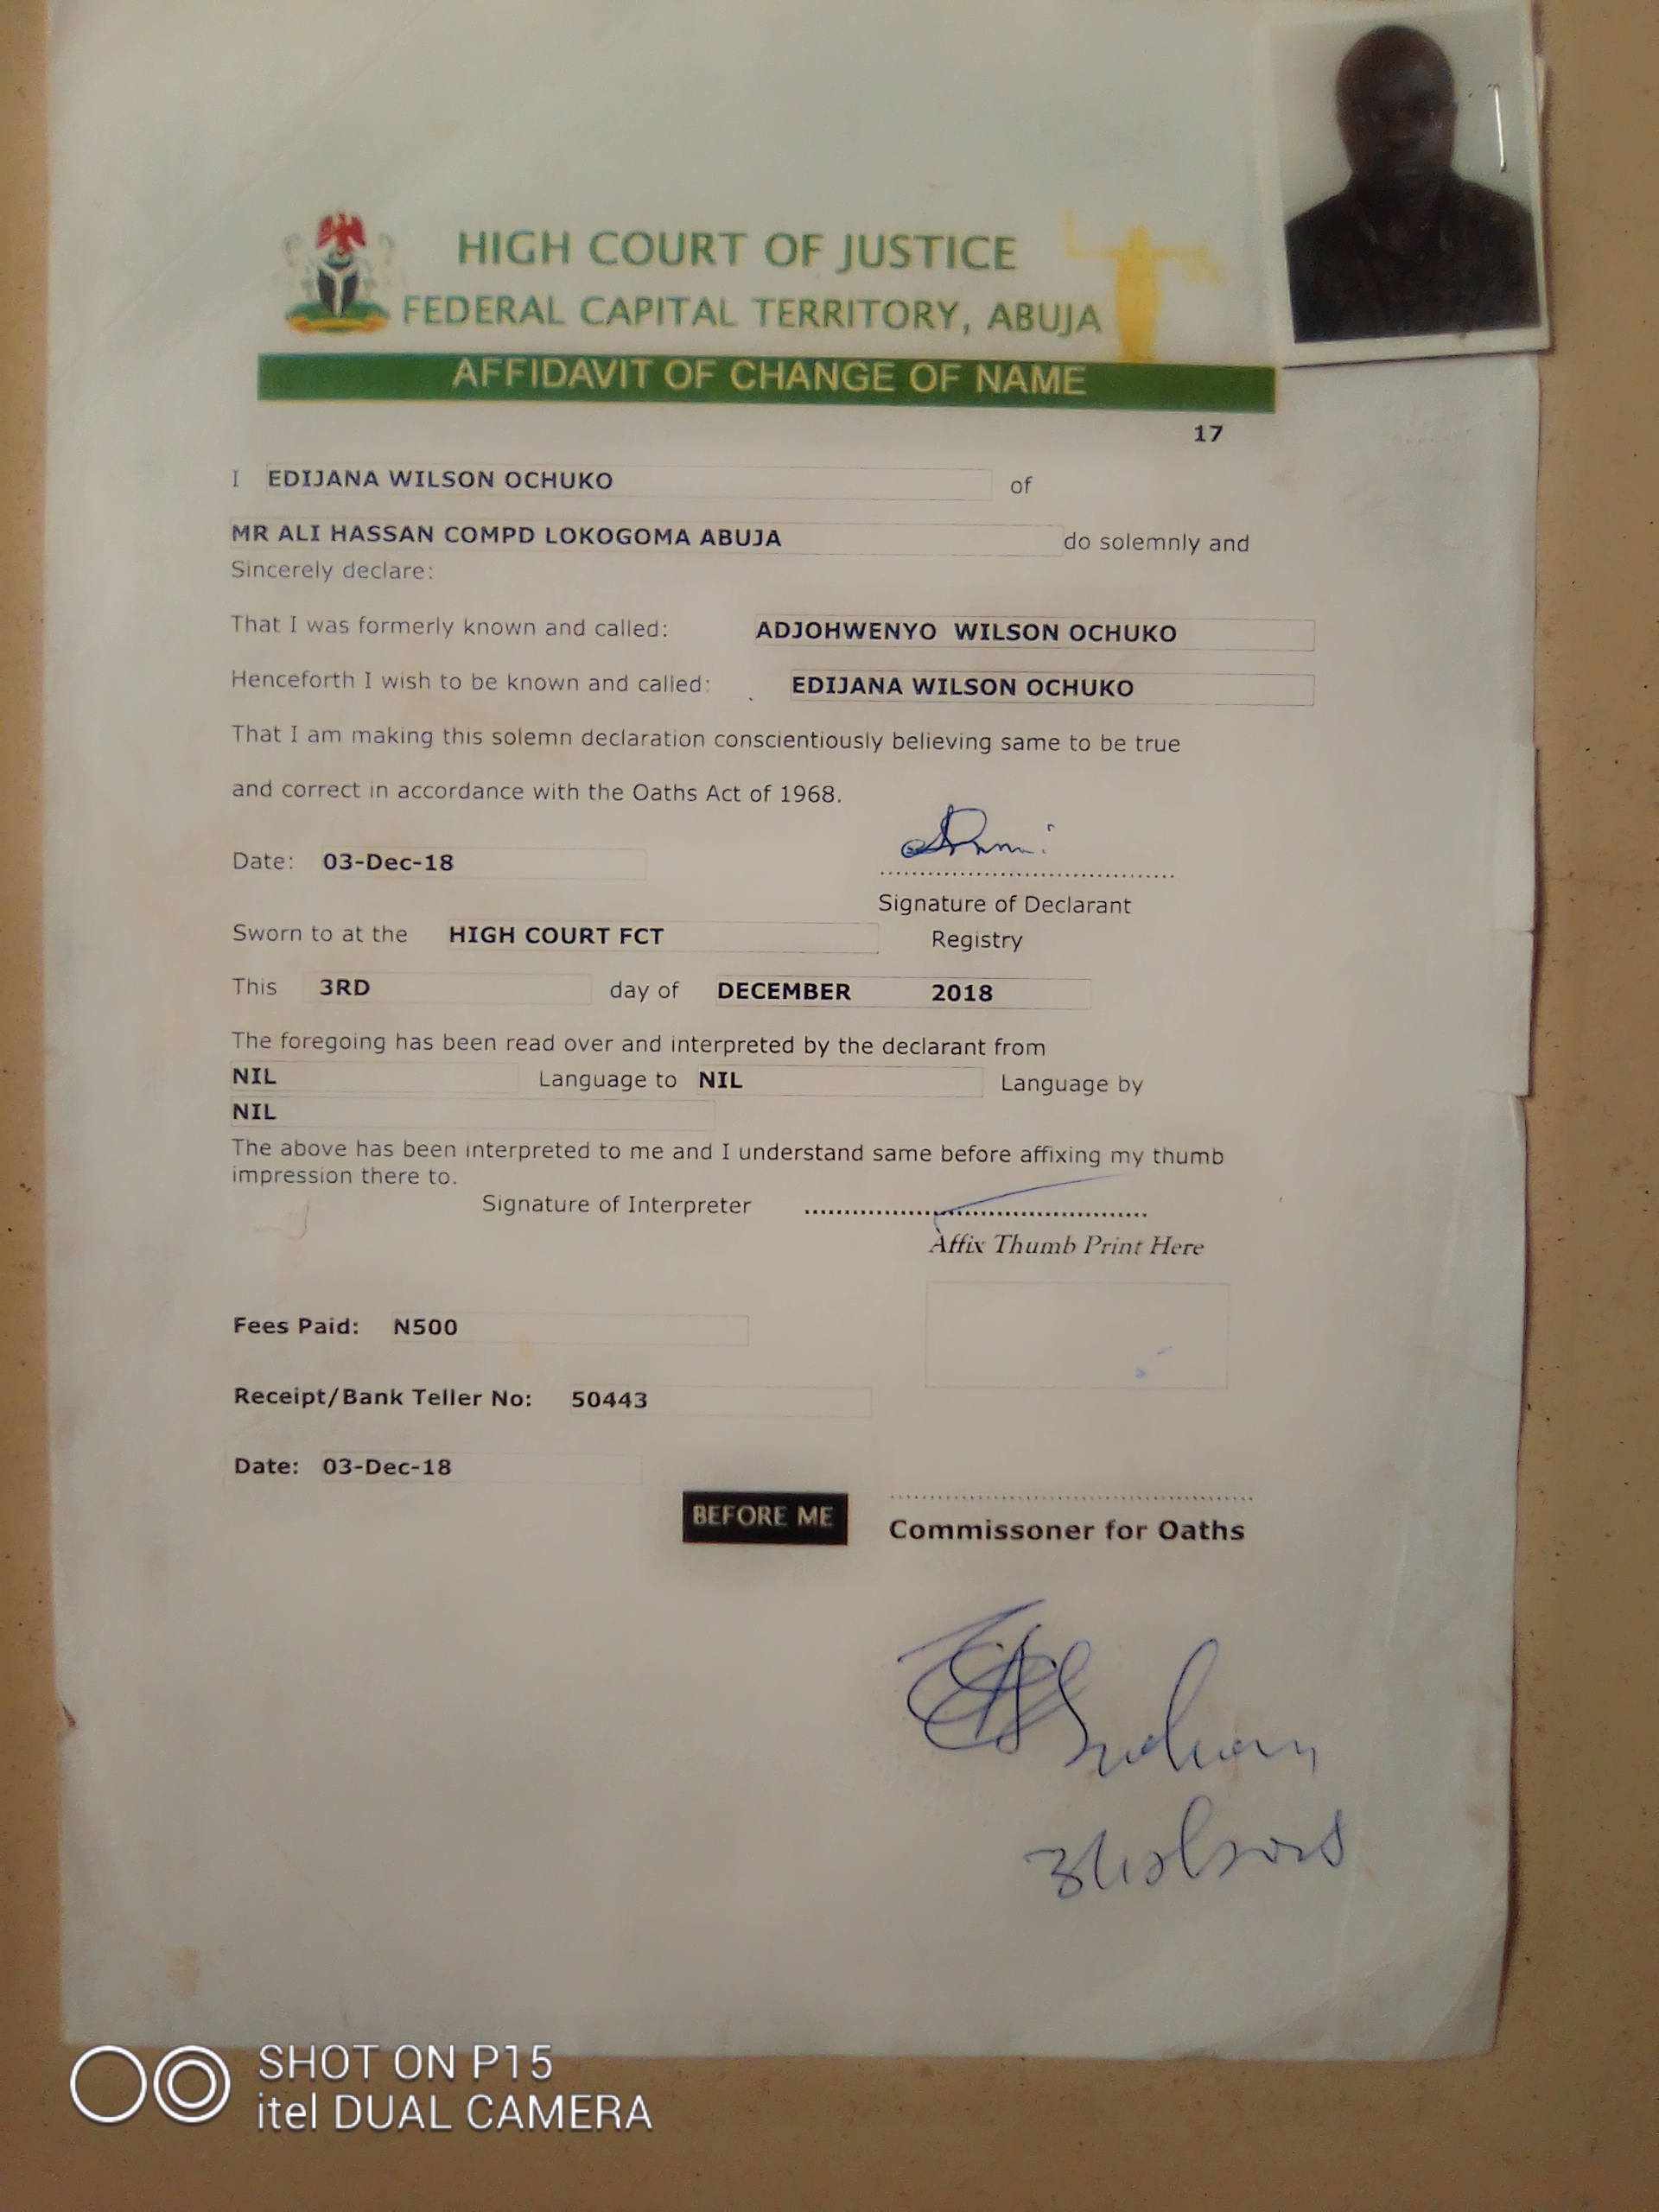 HIGH COURT OF JUSTICE
FEDERAL CAPITAL TERRITORY, ABUJA
AFFIDAVIT OF CHANGE OF NAME
17
I EDIJANA WILSON OCHUKO of
MR ALI HASSAN COMPD LOKOGOMA ABUJA do solemnly and
Sincerely declare:
That I was formerly known and called: ADJOHWENYO WILSON OCHUKO
Henceforth I wish to be known and called: EDIJANA WILSON OCHUKO
That I am making this solemn declaration conscientiously believing same to be true
and correct in accordance with the Oaths Act of 1968.
Date: 03-Dec-18
Signature of Declarant
Sworn to at the HIGH COURT FCT Registry
This 3RD day of DECEMBER 2018
The foregoing has been read over and interpreted by the declarant from
NIL Language to NIL Language by
NIL
The above has been interpreted to me and I understand same before affixing my thumb
impression there to.
Signature of Interpreter
Affix Thumb Print Here
Fees Paid: N500
Receipt/Bank Teller No: 50443
Date: 03-Dec-18
BEFORE ME
Commissoner for Oaths
SHOT ON P15
itel DUAL CAMERA